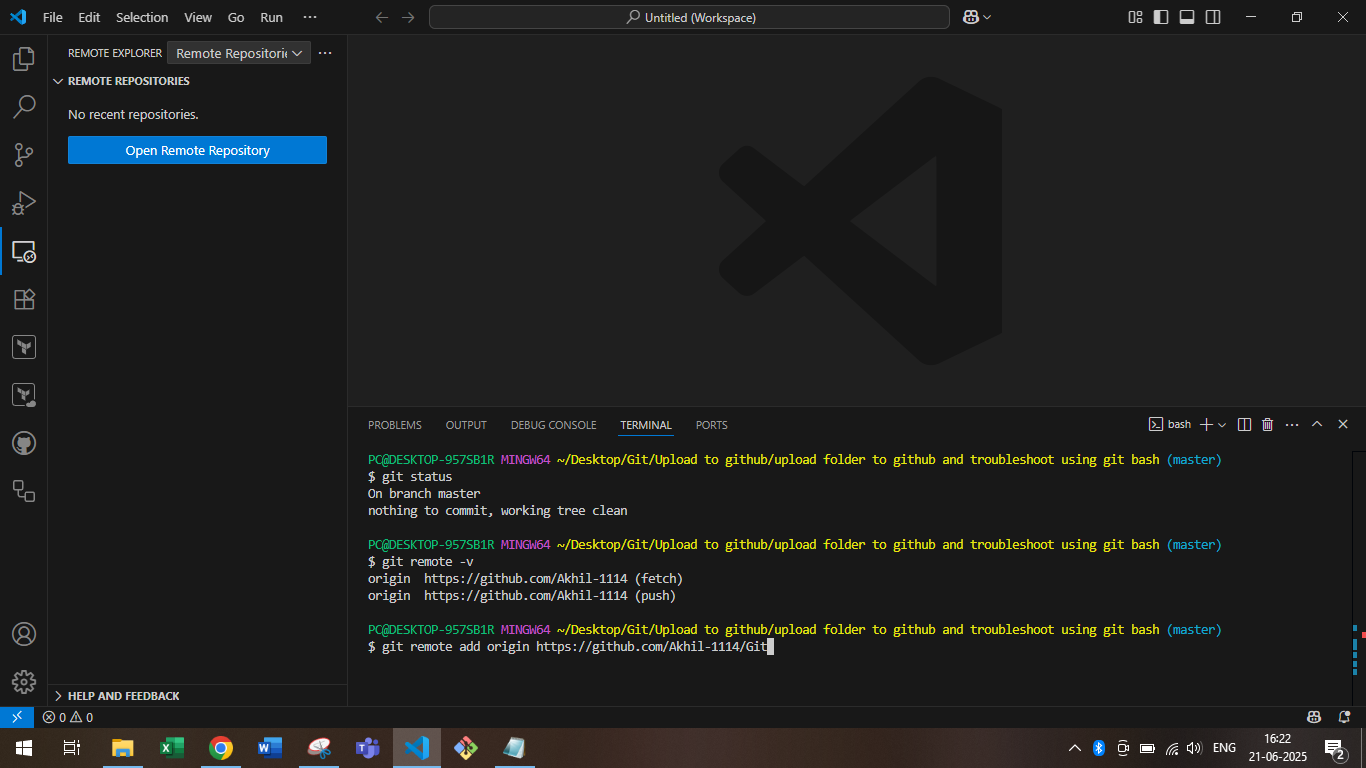 File Edit Selection View Go Run ···
Untitled (Workspace)
REMOTE EXPLORER Remote Repositorie ···
REMOTE REPOSITORIES
No recent repositories.
Open Remote Repository
HELP AND FEEDBACK
PROBLEMS OUTPUT DEBUG CONSOLE TERMINAL PORTS
bash
PC@DESKTOP-957SB1R MINGW64 ~/Desktop/Git/Upload to github/upload folder to github and troubleshoot using git bash (master)
$ git status
On branch master
nothing to commit, working tree clean
PC@DESKTOP-957SB1R MINGW64 ~/Desktop/Git/Upload to github/upload folder to github and troubleshoot using git bash (master)
$ git remote -v
origin https://github.com/Akhil-1114 (fetch)
origin https://github.com/Akhil-1114 (push)
PC@DESKTOP-957SB1R MINGW64 ~/Desktop/Git/Upload to github/upload folder to github and troubleshoot using git bash (master)
$ git remote add origin https://github.com/Akhil-1114/Git
0 0
ENG
16:22
21-06-2025
2